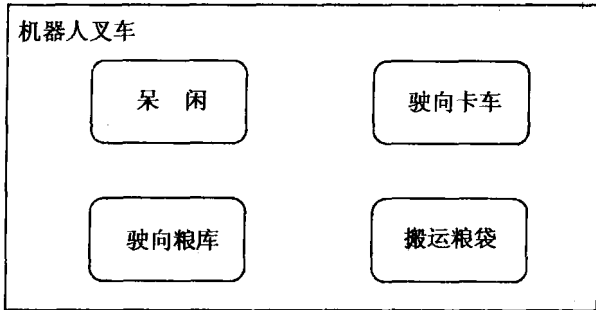 机器人叉车
呆 闲
驶向卡车
驶向粮库
搬运粮袋